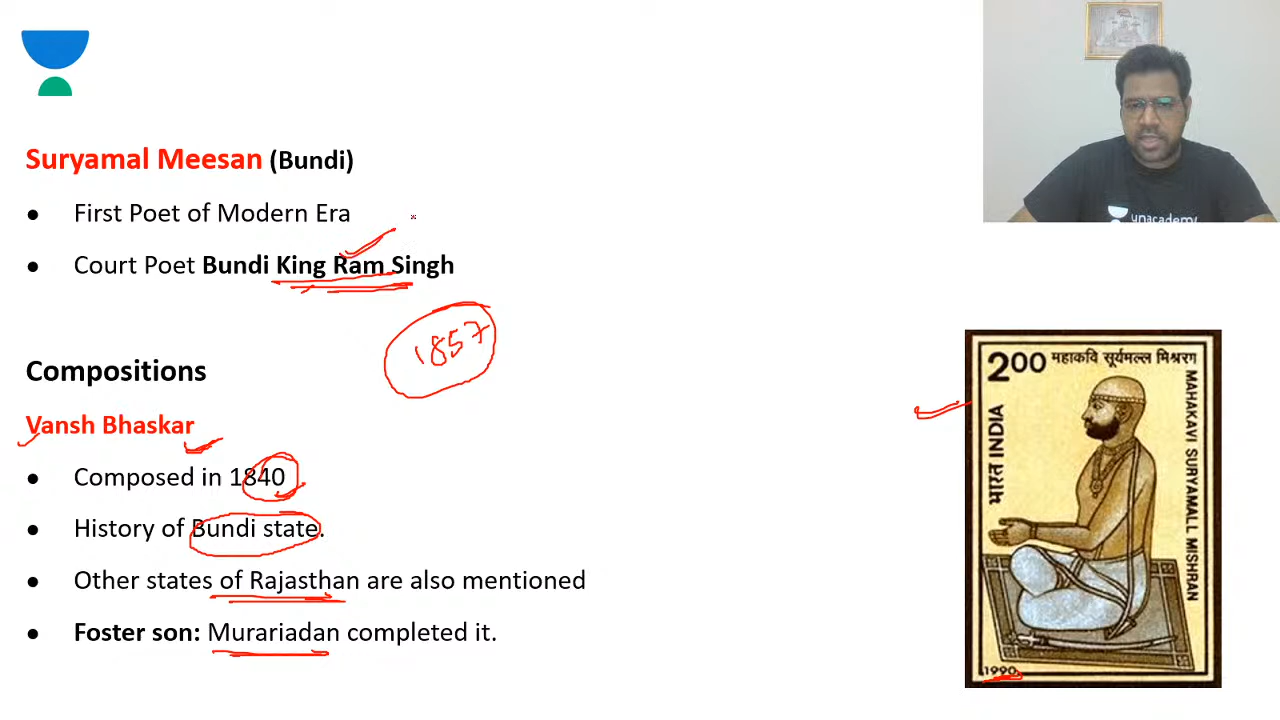 Suryamal Meesan (Bundi)
● First Poet of Modern Era
● Court Poet Bundi King Ram Singh
1857
Compositions
Vansh Bhaskar
● Composed in 1840
● History of Bundi state.
● Other states of Rajasthan are also mentioned
● Foster son: Murariadan completed it.
unacademy
2.00 महाकवि सूर्यमल्ल मिश्रण
भारत INDIA
MAHAKAVI SURYAMALL MISHRAN
1990